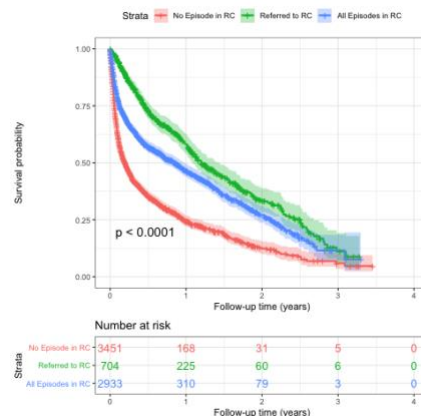 Strata No Episode in RC Referred to RC All Episodes in RC
1.00
0.75
0.50
0.25
0.00
Survival probability
p < 0.0001
0 1 2 3 4
Follow-up time (years)
Number at risk
Strata
No Episode in RC 3451 168 31 5 0
Referred to RC 704 225 60 6 0
All Episodes in RC 2933 310 79 3 0
0 1 2 3 4
Follow-up time (years)